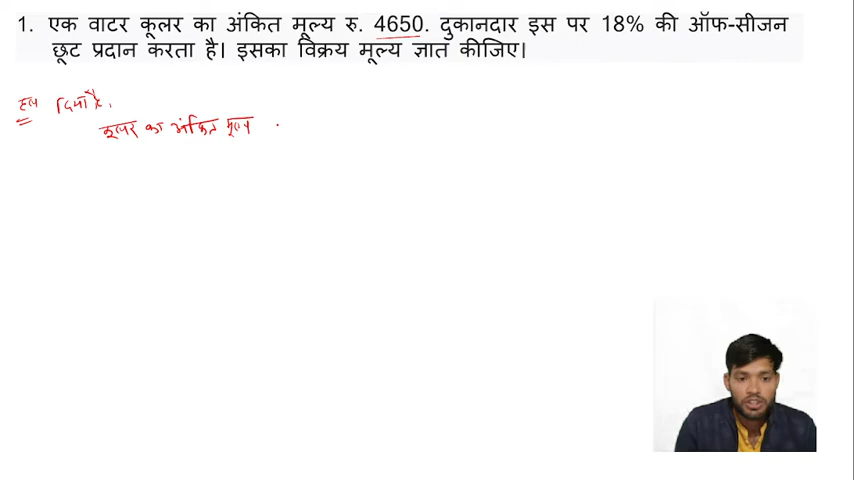 1. एक वाटर कूलर का अंकित मूल्य रु. 4650. दुकानदार इस पर 18% की ऑफ-सीजन
छूट प्रदान करता है। इसका विक्रय मूल्य ज्ञात कीजिए।
हल दिया है,
कूलर का अंकित मूल्य